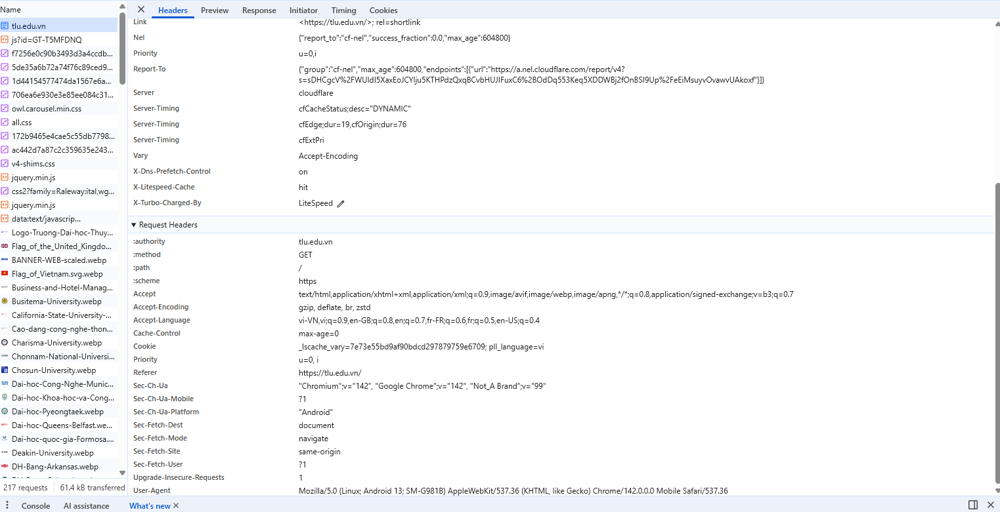 Name
tlu.edu.vn
js?id=GT-T5MFDNQ
f7256e0c90b3493d3a4ccdb...
5de35a6b72a74f76c89ced9...
1d44154577474da1567e6a...
706ea6e930e3e85ee084c31...
owl.carousel.min.css
all.css
172b9465e4cae5c55db7798...
ac442d7a87c2c359635e243...
v4-shims.css
jquery.min.js
css2?family=Raleway:ital,wg...
jquery.min.js
data:text/javascrip...
Logo-Truong-Dai-hoc-Thuy...
Flag_of_the_United_Kingdo...
BANNER-WEB-scaled.webp
Flag_of_Vietnam.svg.webp
Business-and-Hotel-Manag...
Busitema-University.webp
California-State-University-...
Cao-dang-cong-nghe-thon...
Charisma-University.webp
Chonnam-National-Universi...
Chosun-University.webp
Dai-hoc-Cong-Nghe-Munic...
Dai-hoc-Khoa-hoc-va-Cong...
Dai-hoc-Pyeongtaek.webp
Dai-hoc-Queens-Belfast.we...
Dai-hoc-quoc-gia-Formosa....
Deakin-University.webp
DH-Bang-Arkansas.webp
217 requests 61.4 kB transferred
Headers Preview Response Initiator Timing Cookies
Link <https://tlu.edu.vn/>; rel=shortlink
Nel {"report_to":"cf-nel","success_fraction":0.0,"max_age":604800}
Priority u=0,i
Report-To {"group":"cf-nel","max_age":604800,"endpoints":[{"url":"https://a.nel.cloudflare.com/report/v4?
Server cloudflare
Server-Timing cfCacheStatus;desc="DYNAMIC"
Server-Timing cfEdge;dur=19,cfOrigin;dur=76
Server-Timing cfExtPri
Vary Accept-Encoding
X-Dns-Prefetch-Control on
X-Litespeed-Cache hit
X-Turbo-Charged-By LiteSpeed
Request Headers
:authority tlu.edu.vn
:method GET
:path /
:scheme https
Accept text/html,application/xhtml+xml,application/xml;q=0.9,image/avif,image/webp,image/apng,*/*;q=0.8,application/signed-exchange;v=b3;q=0.7
Accept-Encoding gzip, deflate, br, zstd
Accept-Language vi-VN,vi;q=0.9,en-GB;q=0.8,en;q=0.7,fr-FR;q=0.6,fr;q=0.5,en-US;q=0.4
Cache-Control max-age=0
Cookie _lscache_vary=7e73e55bd9af90bdcd297879759e6709; pll_language=vi
Priority u=0, i
Referer https://tlu.edu.vn/
Sec-Ch-Ua "Chromium";v="142", "Google Chrome";v="142", "Not_A Brand";v="99"
Sec-Ch-Ua-Mobile ?1
Sec-Ch-Ua-Platform "Android"
Sec-Fetch-Dest document
Sec-Fetch-Mode navigate
Sec-Fetch-Site same-origin
Sec-Fetch-User ?1
Upgrade-Insecure-Requests 1
User-Agent Mozilla/5.0 (Linux; Android 13; SM-G981B) AppleWebKit/537.36 (KHTML, like Gecko) Chrome/142.0.0.0 Mobile Safari/537.36
Console AI assistance What's new